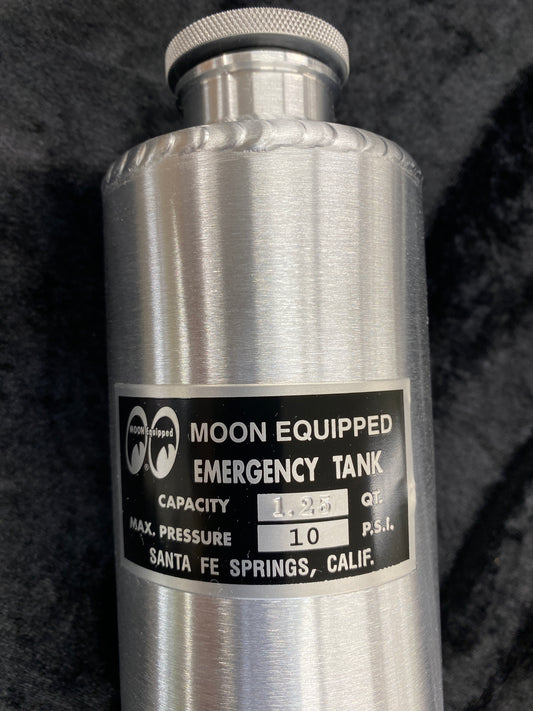 MOON Equipped
®
MOON EQUIPPED
EMERGENCY TANK
CAPACITY 1.25 QT.
MAX. PRESSURE 10 P.S.I.
SANTA FE SPRINGS, CALIF.